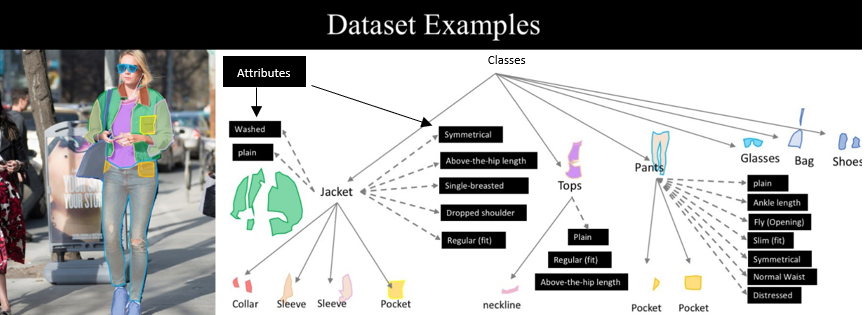 Dataset Examples
Classes
Attributes
Washed
plain
Symmetrical
Above-the-hip length
Single-breasted
Dropped shoulder
Regular (fit)
Jacket
Tops
Pants
Glasses
Bag
Shoes
plain
Ankle length
Fly (Opening)
Slim (fit)
Symmetrical
Normal Waist
Distressed
Plain
Regular (fit)
Above-the-hip length
Collar
Sleeve
Sleeve
Pocket
neckline
Pocket
Pocket
YOUR STO